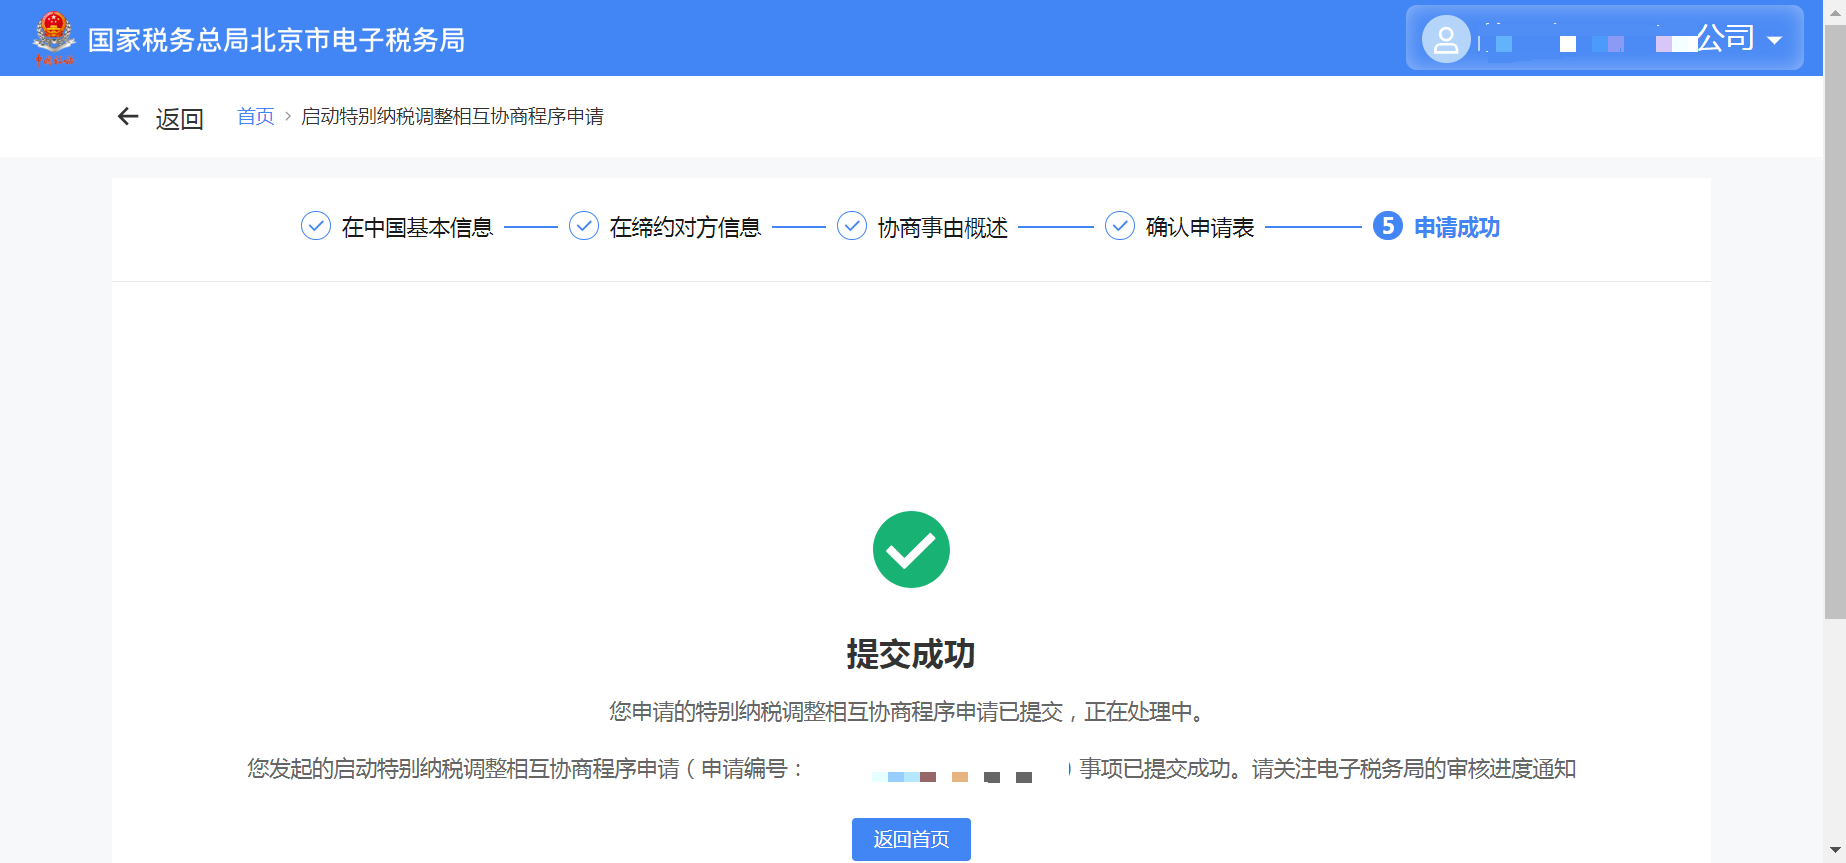 国家税务总局北京市电子税务局
公司
返回 首页 > 启动特别纳税调整相互协商程序申请
在中国基本信息 在缔约对方信息 协商事由概述 确认申请表 5 申请成功
提交成功
您申请的特别纳税调整相互协商程序申请已提交，正在处理中。
您发起的启动特别纳税调整相互协商程序申请（申请编号： ）事项已提交成功。请关注电子税务局的审核进度通知
返回首页